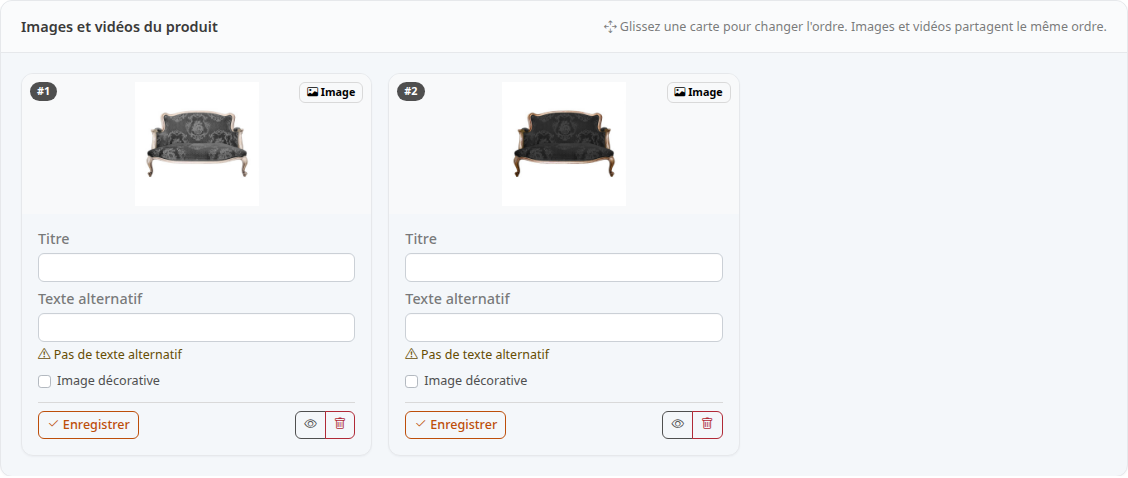 Images et vidéos du produit
Glissez une carte pour changer l'ordre. Images et vidéos partagent le même ordre.
#1
Image
Titre
Texte alternatif
Pas de texte alternatif
Image décorative
Enregistrer
#2
Image
Titre
Texte alternatif
Pas de texte alternatif
Image décorative
Enregistrer